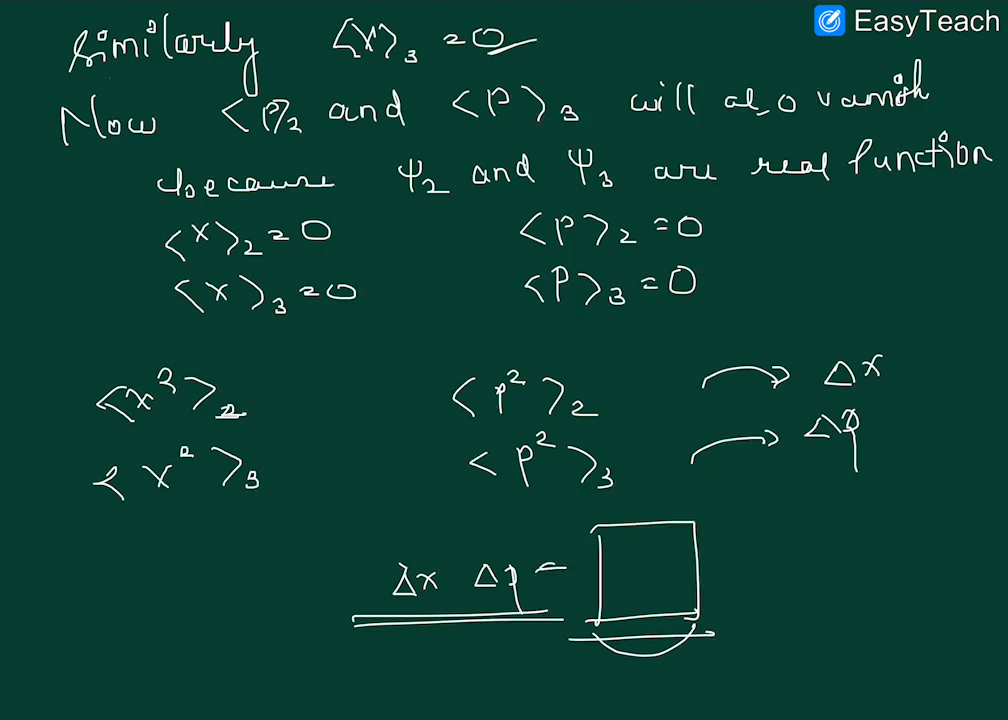 EasyTeach
Similarly <x>₃ = 0
Now <p>₂ and <p>₃ will also vanish
because Ψ₂ and Ψ₃ are real function
<x>₂ = 0 <p>₂ = 0
<x>₃ = 0 <p>₃ = 0
<x²>₂ <p²>₂ → Δx
<x²>₃ <p²>₃ → Δp
Δx Δp =